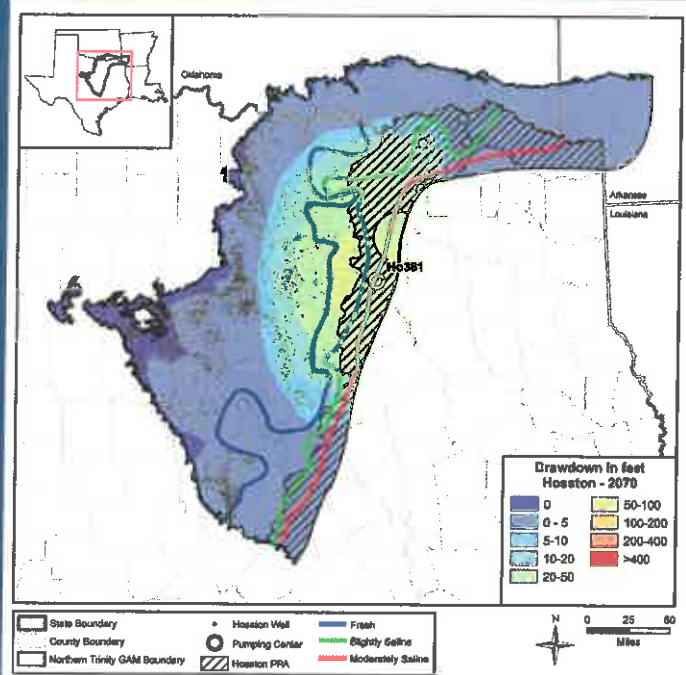 Oklahoma
Arkansas
Louisiana
Ho361
Drawdown in feet
Hosston - 2070
0
0 - 5
5-10
10-20
20-50
50-100
100-200
200-400
>400
State Boundary
County Boundary
Northern Trinity GAM Boundary
Hosston Well
Pumping Center
Hosston PRA
Fresh
Slightly Saline
Moderately Saline
N
0 25 50
Miles